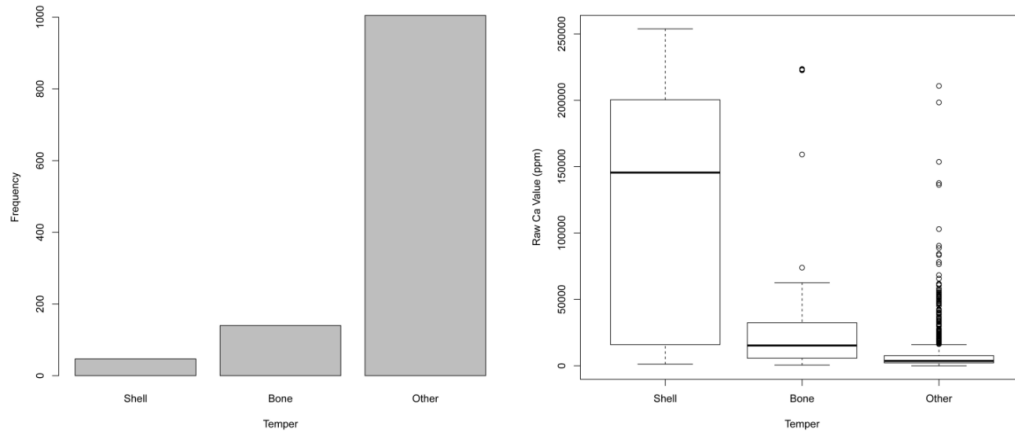 1000
800
600
400
200
0
Frequency
Shell Bone Other
Temper
250000
200000
150000
100000
50000
0
Raw Ca Value (ppm)
Shell Bone Other
Temper